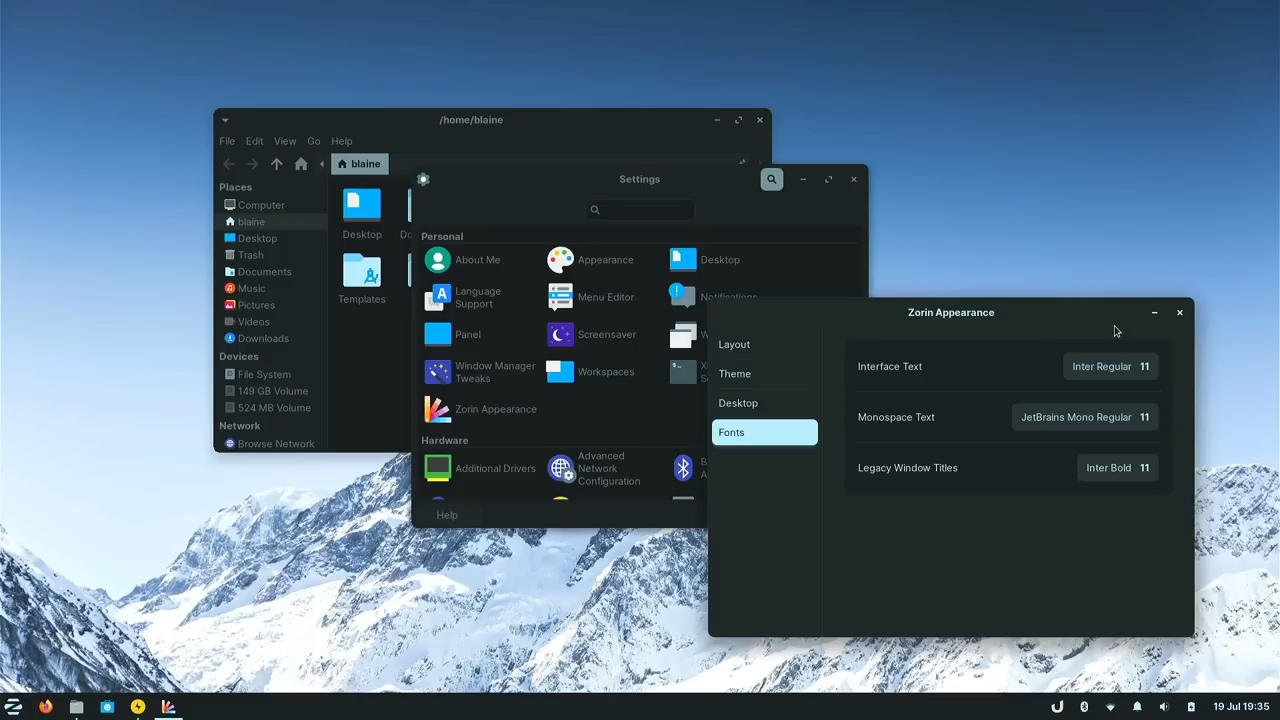 /home/blaine
File Edit View Go Help
blaine
Places
Computer
blaine
Desktop
Trash
Documents
Music
Pictures
Videos
Downloads
Devices
File System
149 GB Volume
524 MB Volume
Network
Browse Network
Desktop
Templates
Settings
Personal
About Me
Appearance
Desktop
Language
Support
Menu Editor
Notifications
Panel
Screensaver
Window Manager
Tweaks
Workspaces
Zorin Appearance
Hardware
Additional Drivers
Advanced
Network
Configuration
Help
Zorin Appearance
Layout
Theme
Desktop
Fonts
Interface Text
Inter Regular 11
Monospace Text
JetBrains Mono Regular 11
Legacy Window Titles
Inter Bold 11
19 Jul 19:35